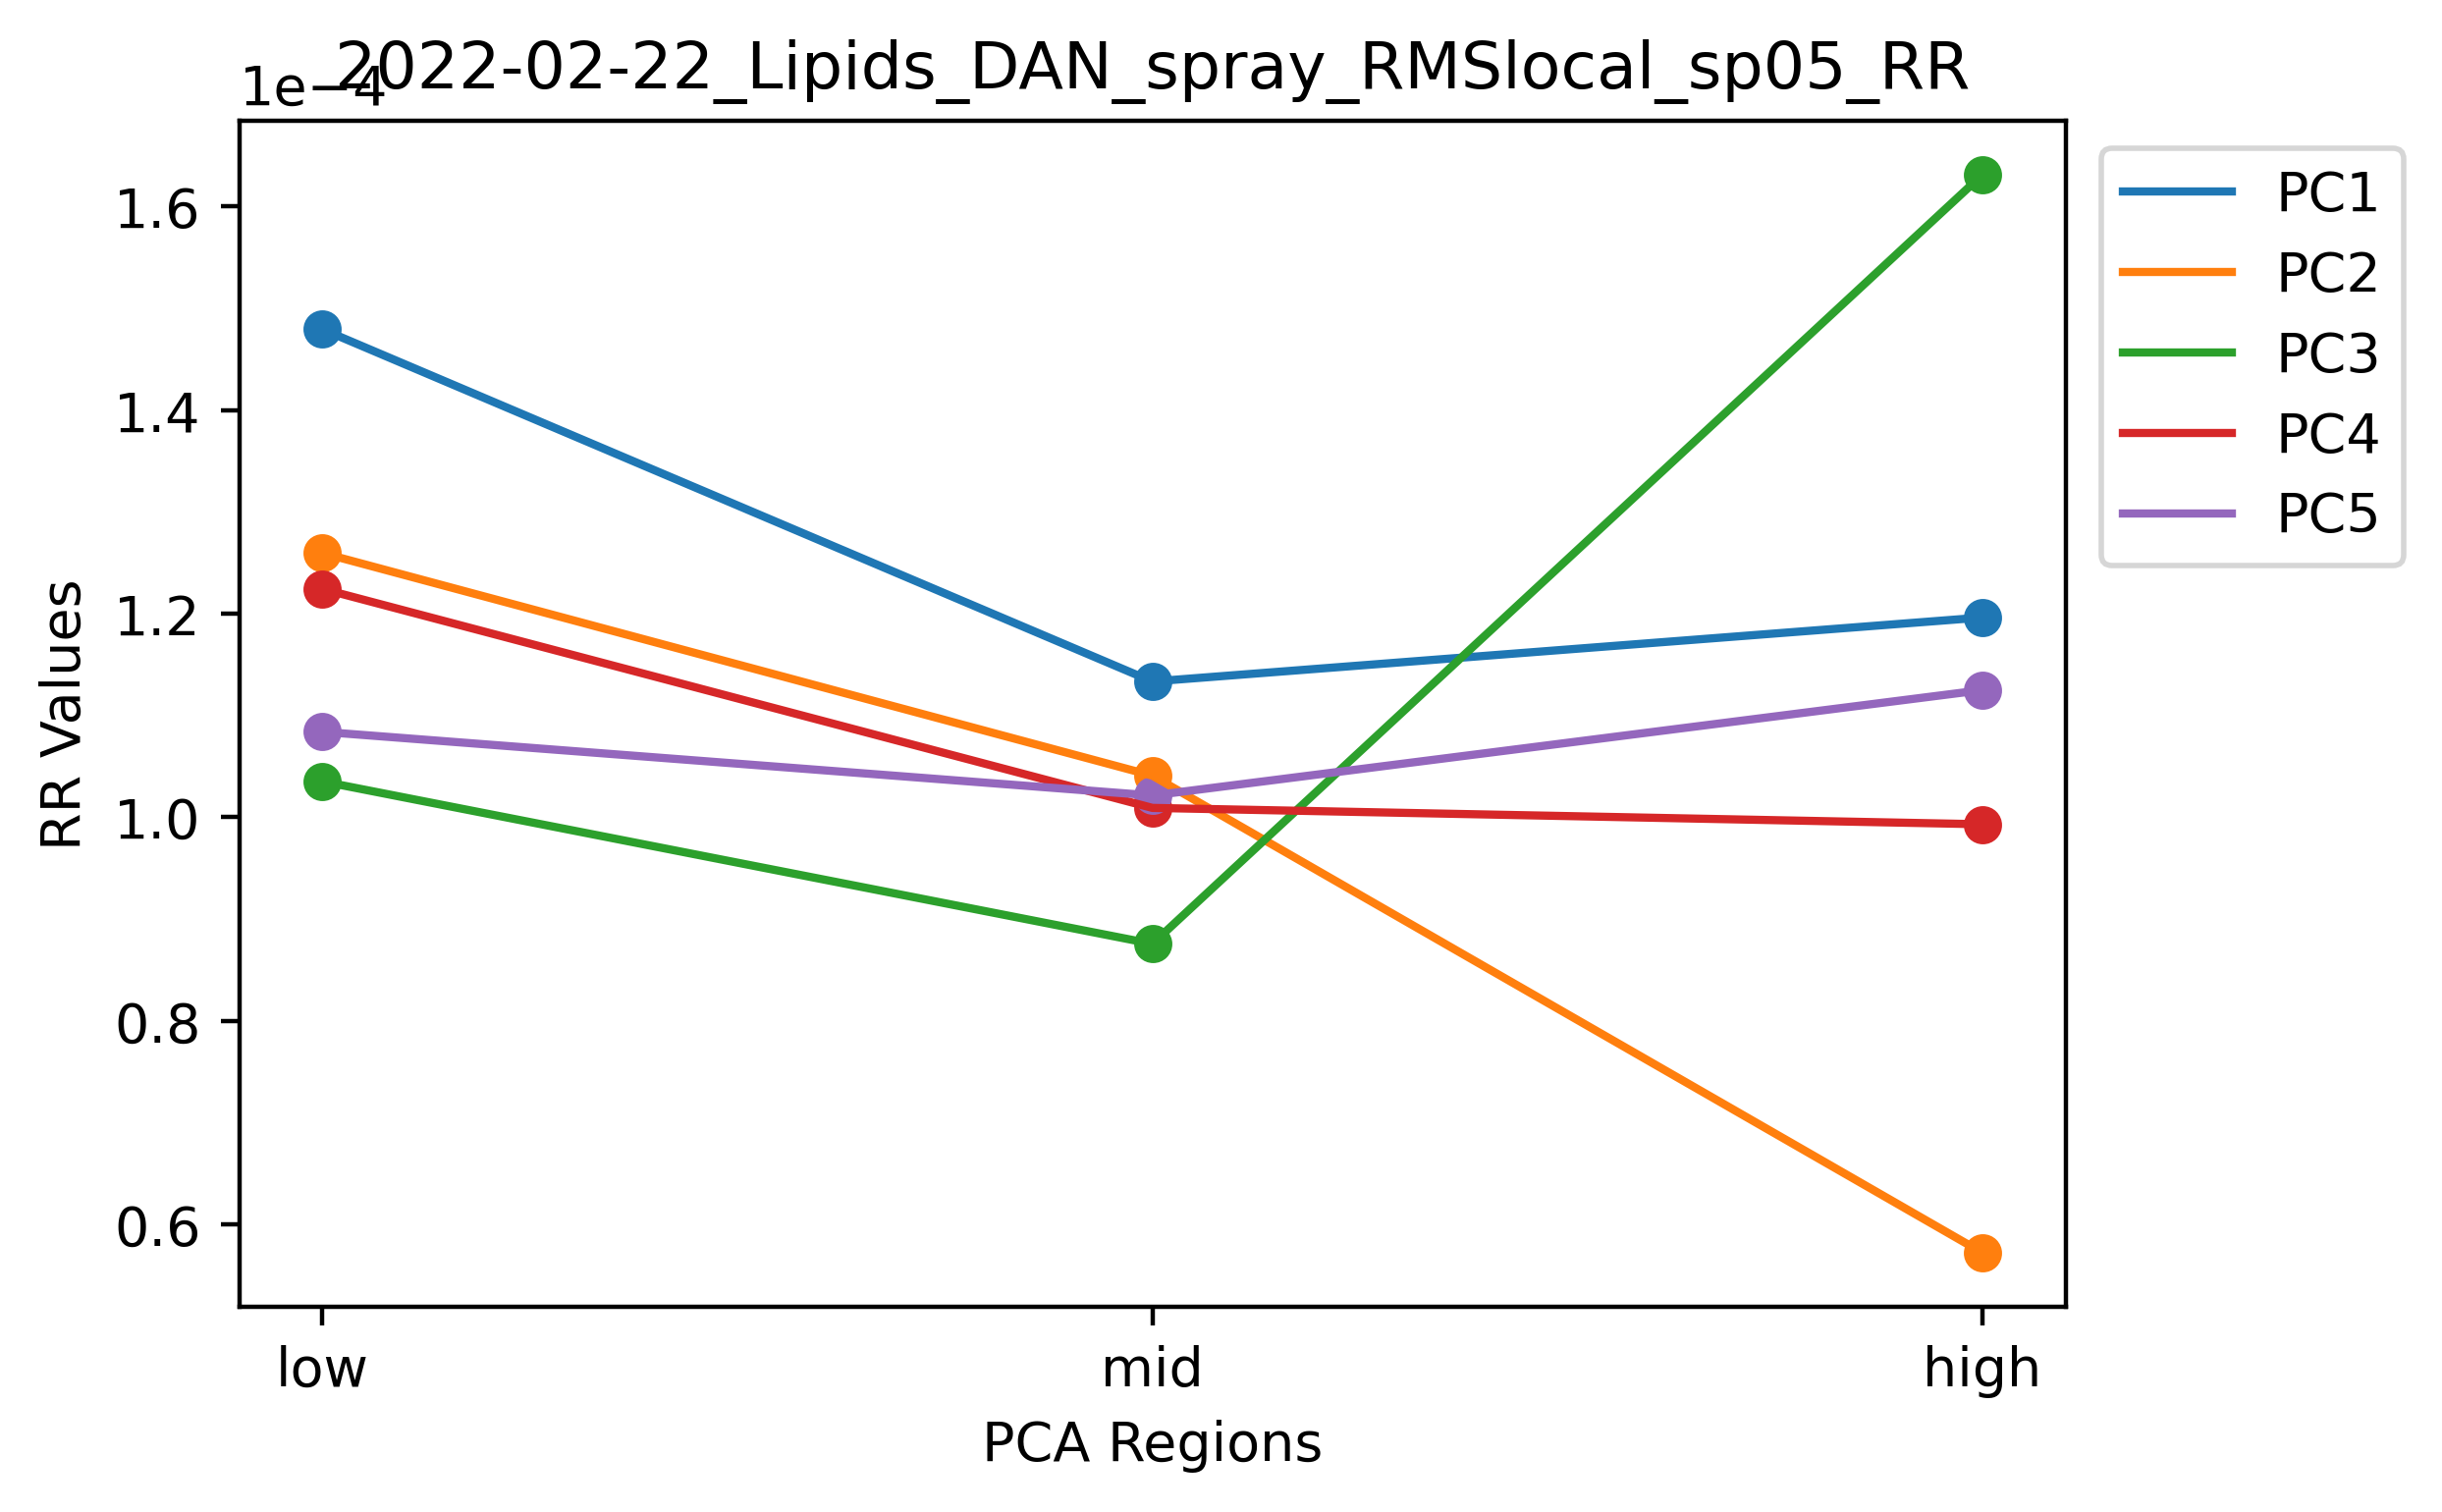 2022-02-22_Lipids_DAN_spray_RMSlocal_sp05_RR
1e−4
1.6
1.4
1.2
1.0
0.8
0.6
RR Values
low
mid
high
PCA Regions
PC1
PC2
PC3
PC4
PC5